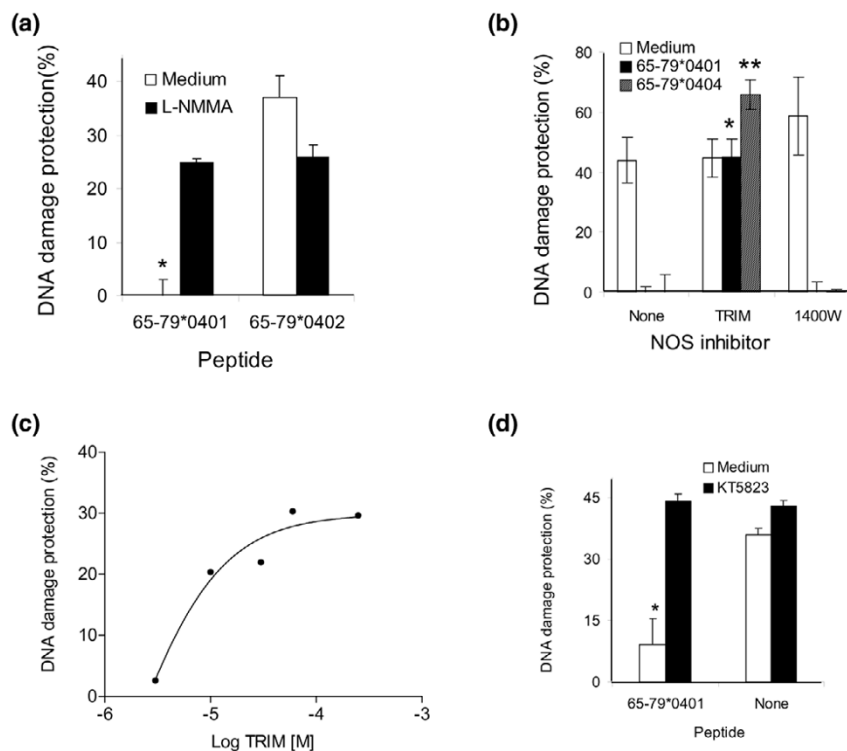 (a)
DNA damage protection(%)
40
30
20
10
0
Medium
L-NMMA
*
65-79*0401
65-79*0402
Peptide
(b)
DNA damage protection (%)
80
60
40
20
0
Medium
65-79*0401
65-79*0404
*
**
None
TRIM
1400W
NOS inhibitor
(c)
DNA damage protection (%)
40
30
20
10
0
-6
-5
-4
-3
Log TRIM [M]
(d)
DNA damage protection (%)
45
30
15
0
Medium
KT5823
*
65-79*0401
None
Peptide